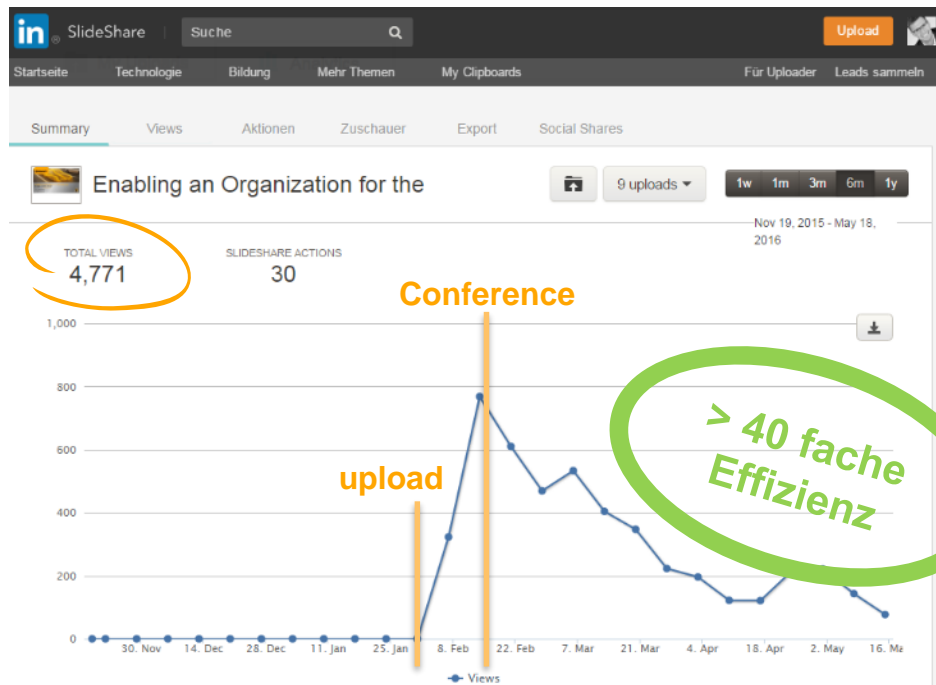 in ® SlideShare Suche Upload
Startseite Technologie Bildung Mehr Themen My Clipboards Für Uploader Leads sammeln
Summary Views Aktionen Zuschauer Export Social Shares
Enabling an Organization for the 9 uploads 1w 1m 3m 6m 1y
Nov 19, 2015 - May 18,
2016
TOTAL VIEWS SLIDESHARE ACTIONS
4,771 30
Conference
1,000
800
> 40 fache
Effizienz
600
upload
400
200
0
30. Nov 14. Dec 28. Dec 11. Jan 25. Jan 8. Feb 22. Feb 7. Mar 21. Mar 4. Apr 18. Apr 2. May 16. Ma
Views